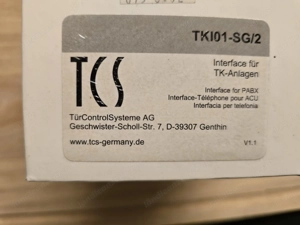 TKI01-SG/2
Interface für
TK-Anlagen
TCS
Interface for PABX
Interface-Téléphone pour ACU
Interfacia per telefonia
TürControlSysteme AG
Geschwister-Scholl-Str. 7, D-39307 Genthin
www.tcs-germany.de
V1.1